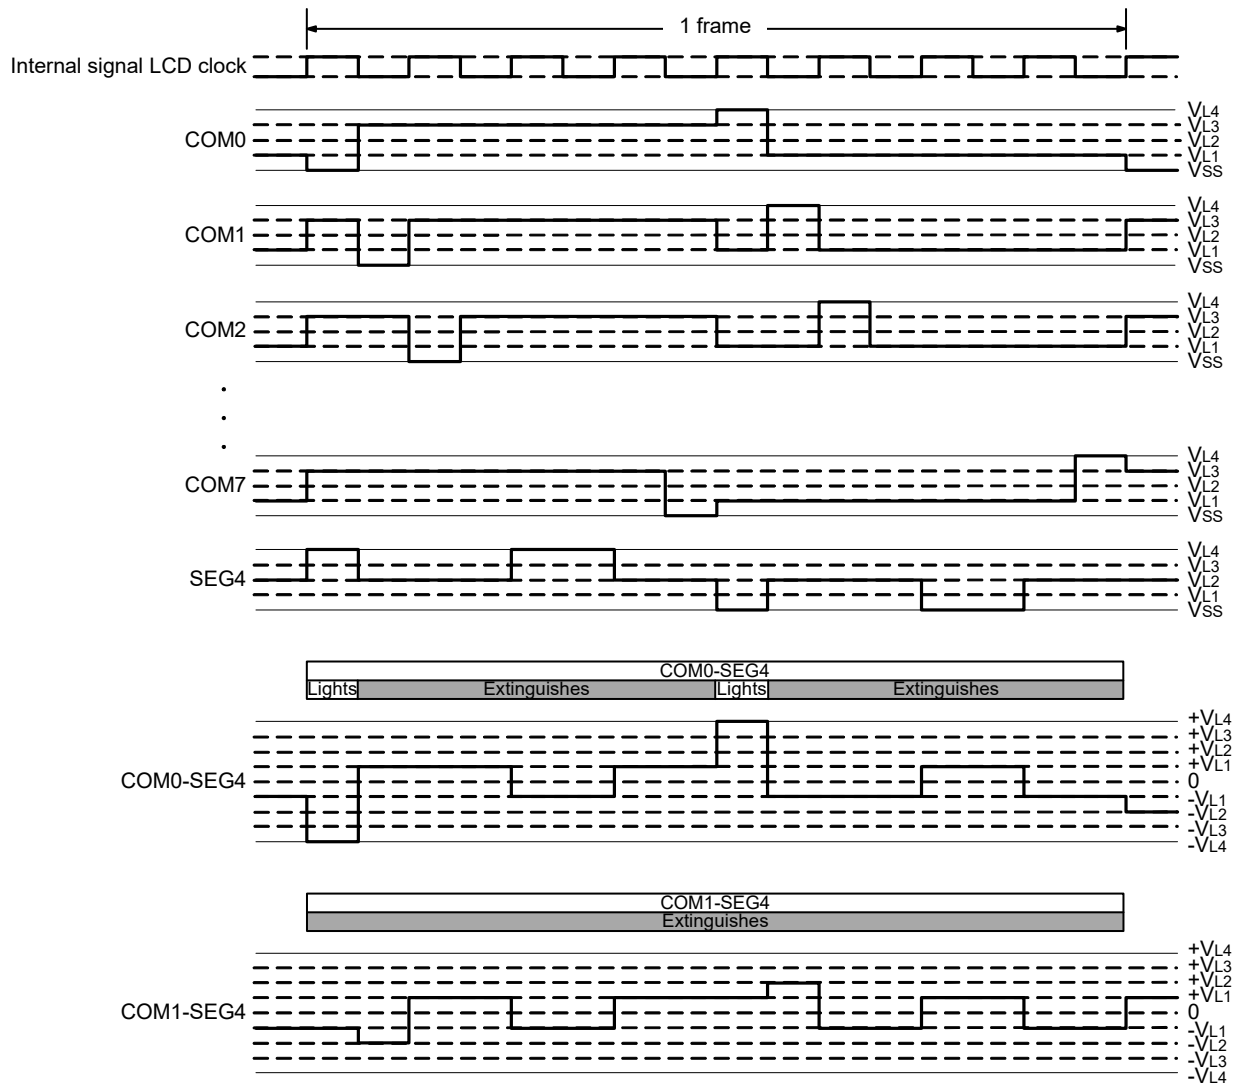 1 frame
Internal signal LCD clock
COM0
VL4
VL3
VL2
VL1
VSS
COM1
VL4
VL3
VL2
VL1
VSS
COM2
VL4
VL3
VL2
VL1
VSS
COM7
VL4
VL3
VL2
VL1
VSS
SEG4
VL4
VL3
VL2
VL1
VSS
COM0-SEG4
Lights Extinguishes Lights Extinguishes
COM0-SEG4
+VL4
+VL3
+VL2
+VL1
0
-VL1
-VL2
-VL3
-VL4
COM1-SEG4
Extinguishes
COM1-SEG4
+VL4
+VL3
+VL2
+VL1
0
-VL1
-VL2
-VL3
-VL4